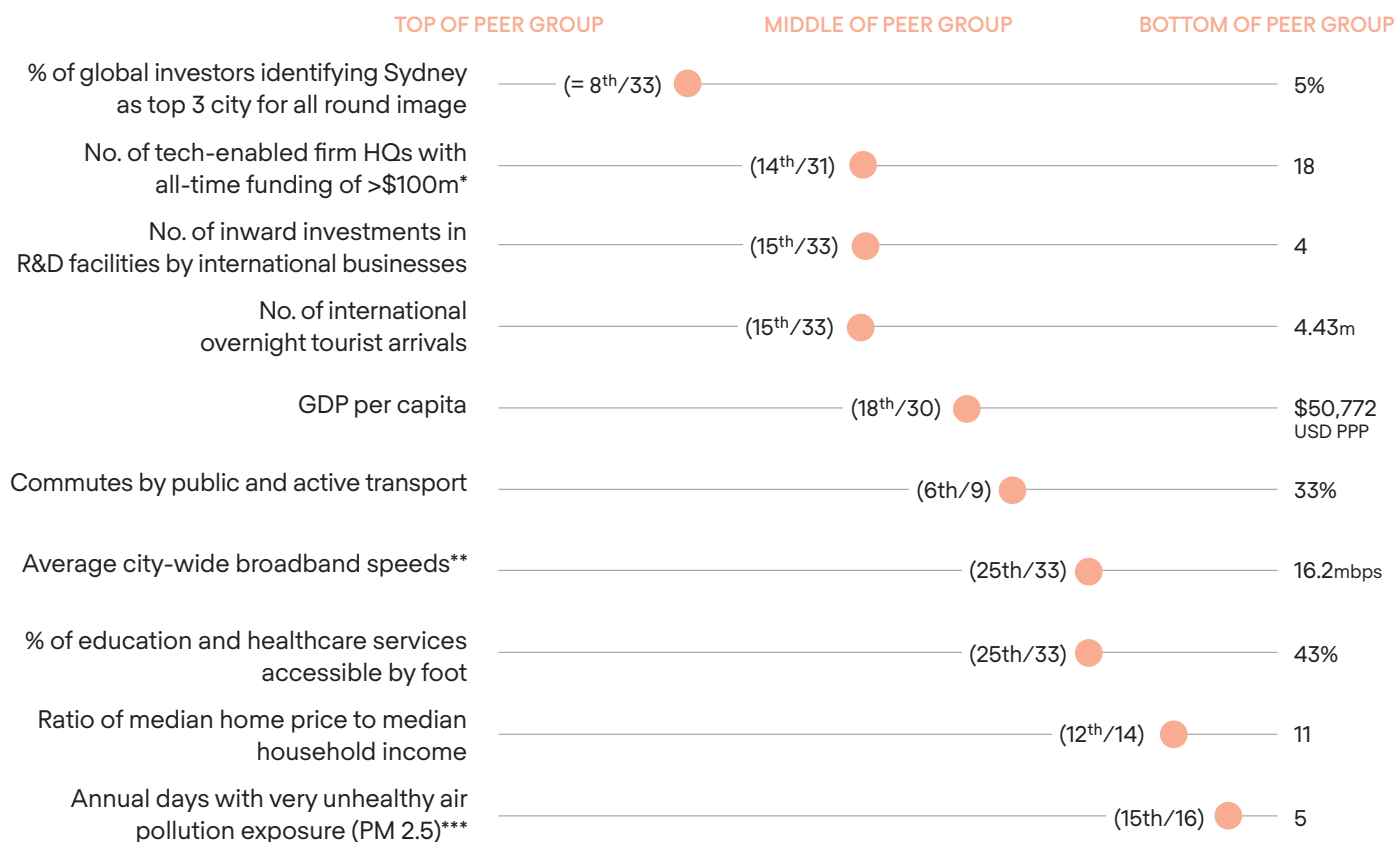 TOP OF PEER GROUP MIDDLE OF PEER GROUP BOTTOM OF PEER GROUP
% of global investors identifying Sydney
as top 3 city for all round image
(= 8th/33)
5%
No. of tech-enabled firm HQs with
all-time funding of >$100m*
(14th/31)
18
No. of inward investments in
R&D facilities by international businesses
(15th/33)
4
No. of international
overnight tourist arrivals
(15th/33)
4.43m
GDP per capita
(18th/30)
$50,772
USD PPP
Commutes by public and active transport
(6th/9)
33%
Average city-wide broadband speeds**
(25th/33)
16.2mbps
% of education and healthcare services
accessible by foot
(25th/33)
43%
Ratio of median home price to median
household income
(12th/14)
11
Annual days with very unhealthy air
pollution exposure (PM 2.5)***
(15th/16)
5